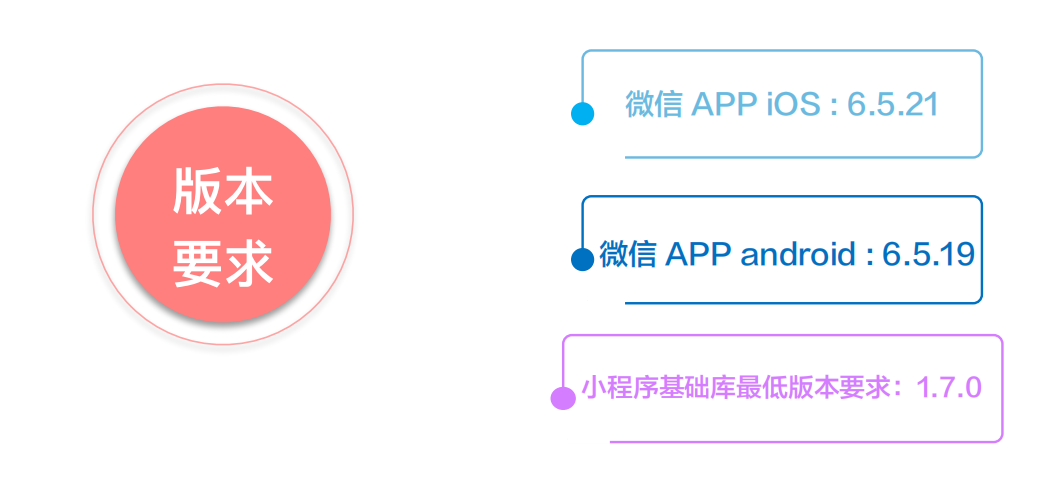 版本
要求
微信 APP iOS : 6.5.21
微信 APP android : 6.5.19
小程序基础库最低版本要求：1.7.0